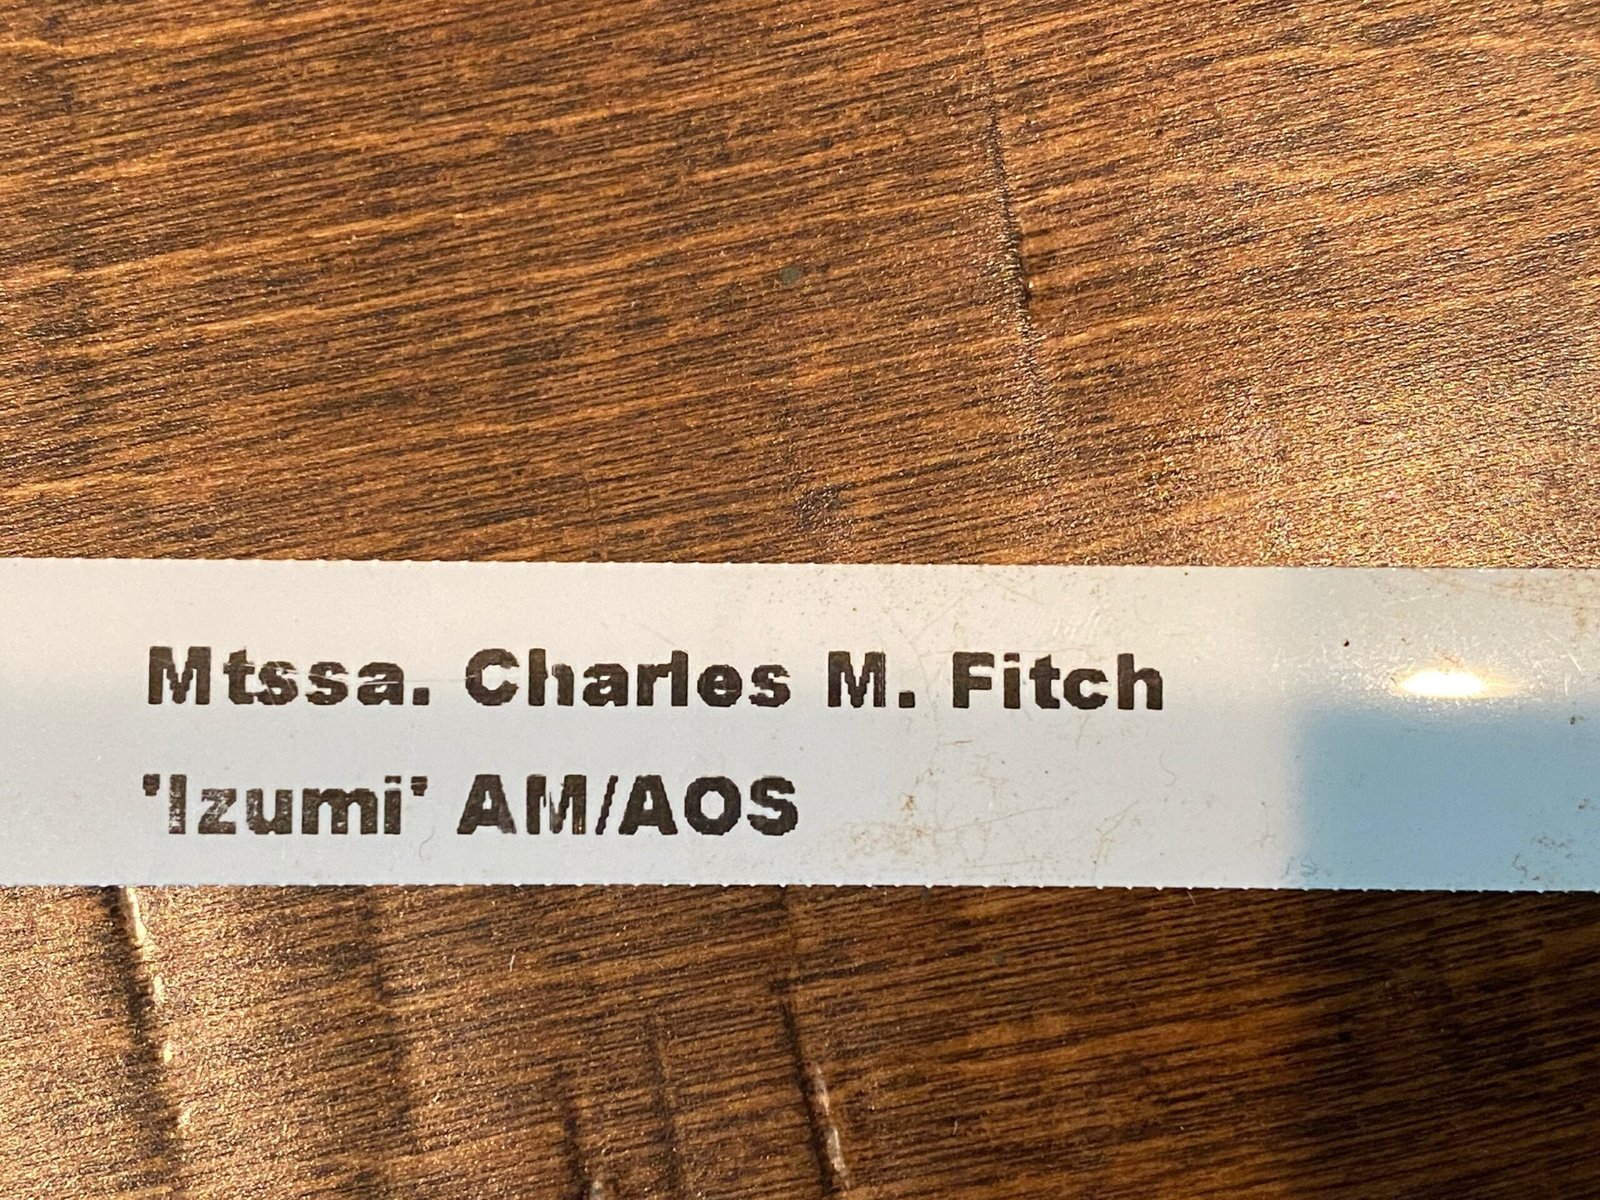 Mtssa. Charles M. Fitch
'Izumi' AM/AOS